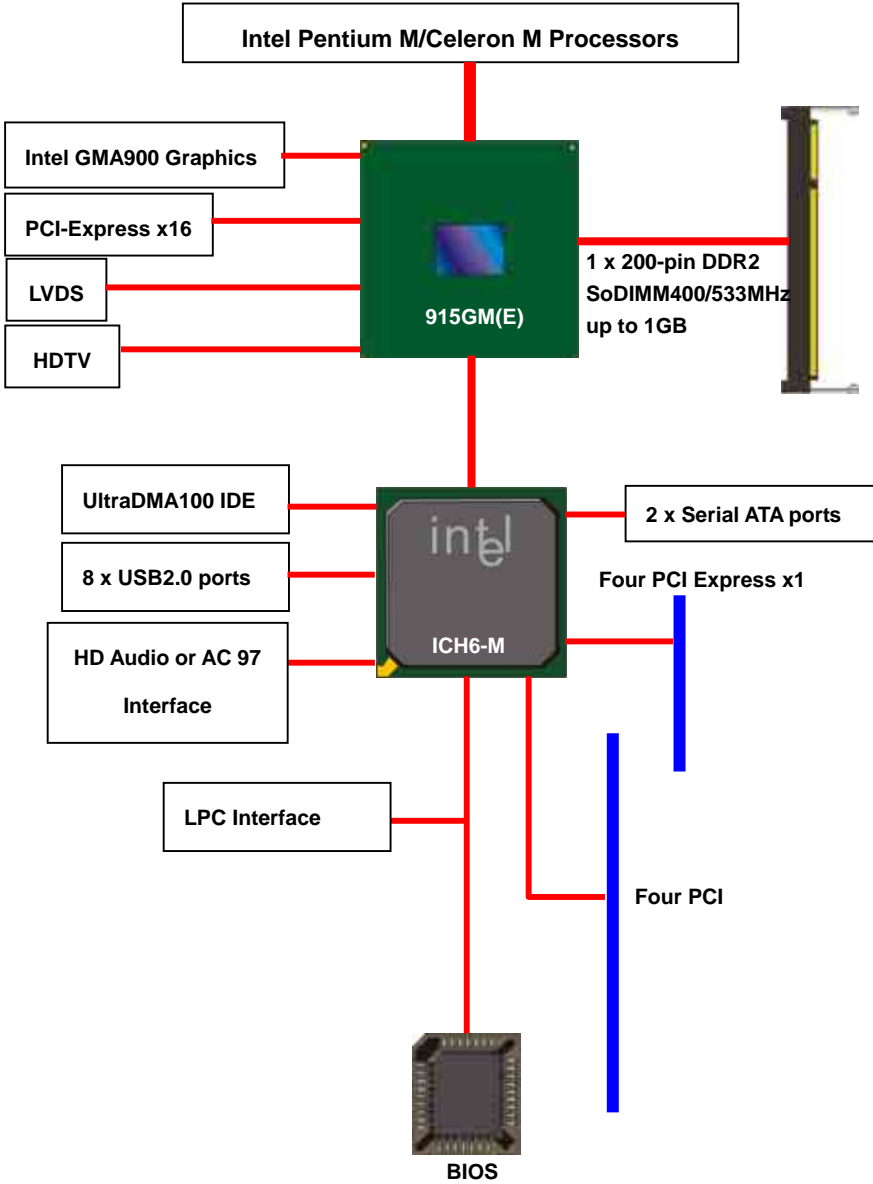 Intel Pentium M/Celeron M Processors
Intel GMA900 Graphics
PCI-Express x16
LVDS
HDTV
915GM(E)
1 x 200-pin DDR2
SoDIMM400/533MHz
up to 1GB
UltraDMA100 IDE
8 x USB2.0 ports
HD Audio or AC 97
Interface
intel
ICH6-M
2 x Serial ATA ports
Four PCI Express x1
LPC Interface
Four PCI
BIOS